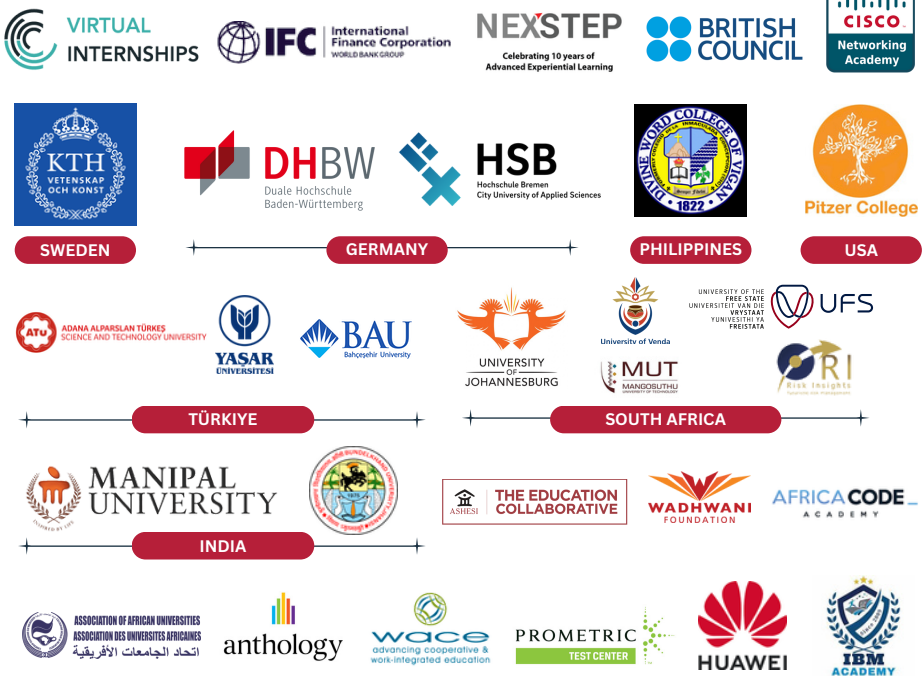 VIRTUAL
INTERNSHIPS
IFC
International
Finance Corporation
WORLD BANK GROUP
NEXSTEP
Celebrating 10 years of
Advanced Experiential Learning
BRITISH
COUNCIL
CISCO
Networking
Academy
KTH
VETENSKAP
OCH KONST
DHBW
Duale Hochschule
Baden-Württemberg
HSB
Hochschule Bremen
City University of Applied Sciences
DIVINE WORD COLLEGE OF VIGAN
1822
Pitzer College
SWEDEN
GERMANY
PHILIPPINES
USA
ATU
ADANA ALPARSLAN TÜRKEŞ
SCIENCE AND TECHNOLOGY UNIVERSITY
YAŞAR
ÜNİVERSİTESİ
BAU
Bahçeşehir University
UNIVERSITY
OF
JOHANNESBURG
University of Venda
UNIVERSITY OF THE
FREE STATE
UNIVERSITEIT VAN DIE
VRYSTAAT
YUNIVESITHI YA
FREISTATA
UFS
MUT
MANGOSUTHU
UNIVERSITY OF TECHNOLOGY
ORI
Risk Insights
TÜRKIYE
SOUTH AFRICA
MANIPAL
UNIVERSITY
INSPIRED BY LIFE
BUNDELKHAND UNIVERSITY JHANSI
1975
ASHESI
THE EDUCATION
COLLABORATIVE
WADHWANI
FOUNDATION
AFRICA CODE_
ACADEMY
INDIA
ASSOCIATION OF AFRICAN UNIVERSITIES
ASSOCIATION DES UNIVERSITES AFRICAINES
اتحاد الجامعات الأفريقية
anthology
wace
advancing cooperative &
work-integrated education
PROMETRIC
TEST CENTER
HUAWEI
IBM
ACADEMY